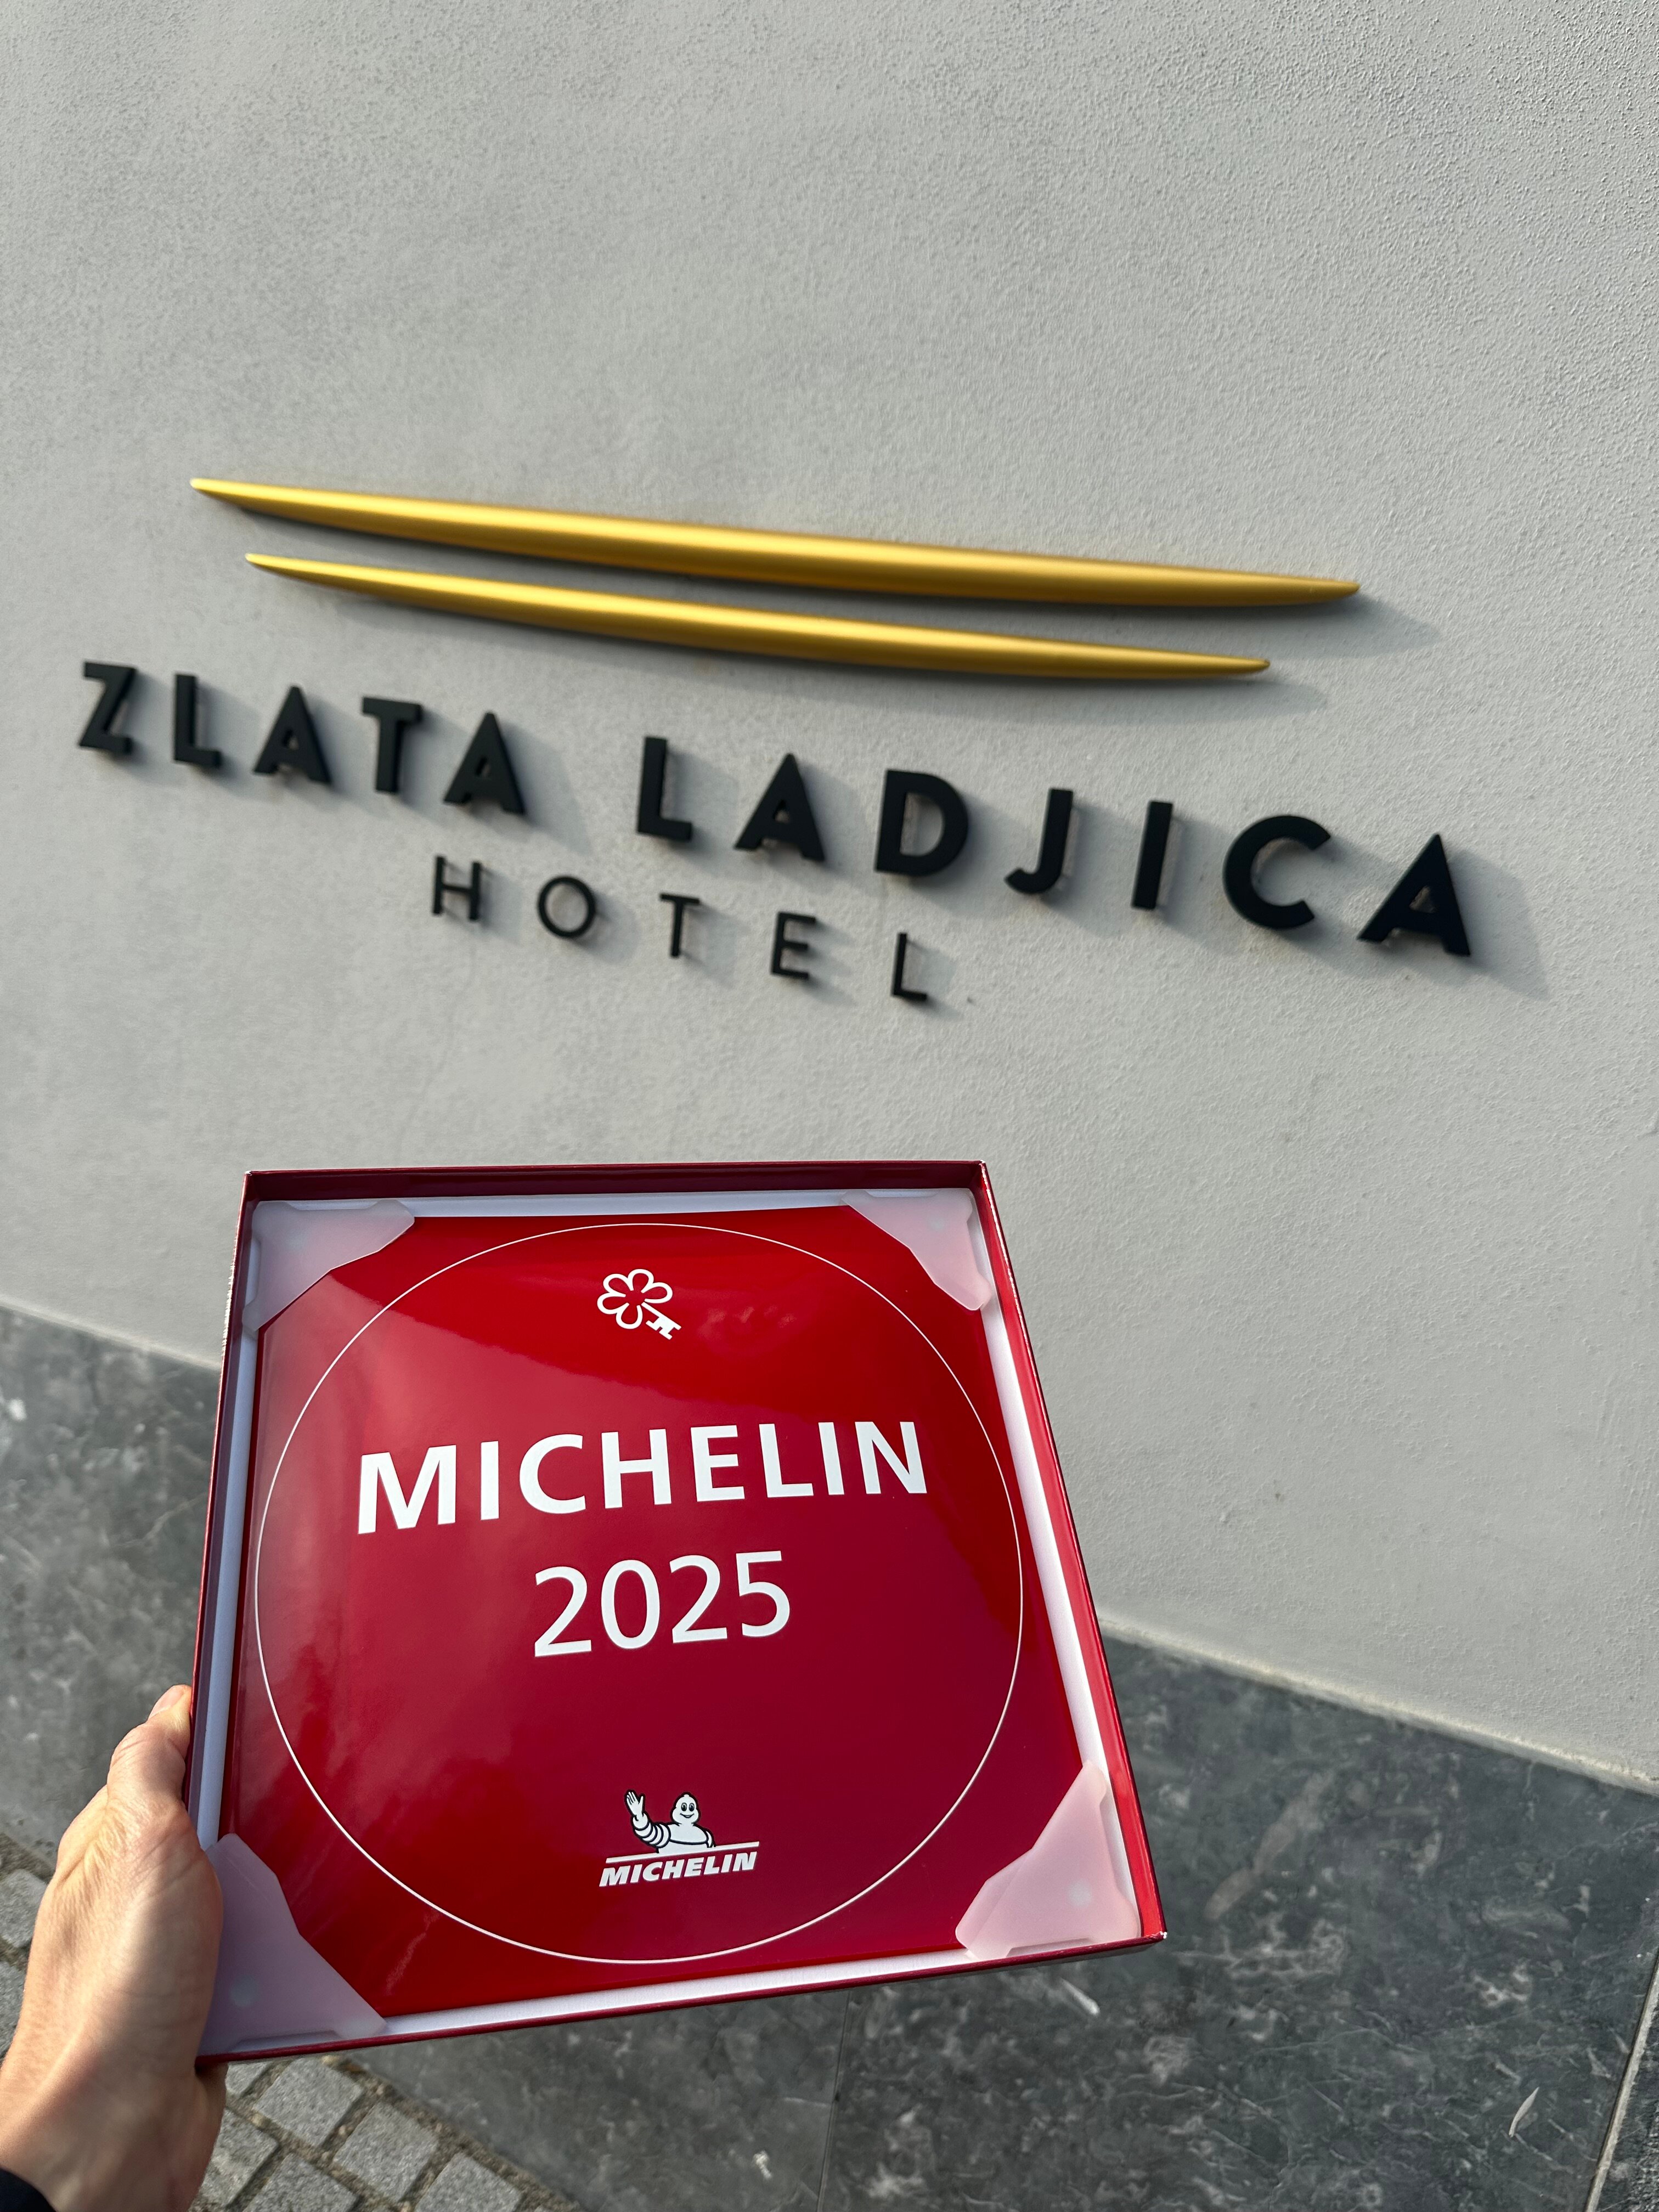 ZLATA LADJICA
HOTEL
MICHELIN
2025
MICHELIN